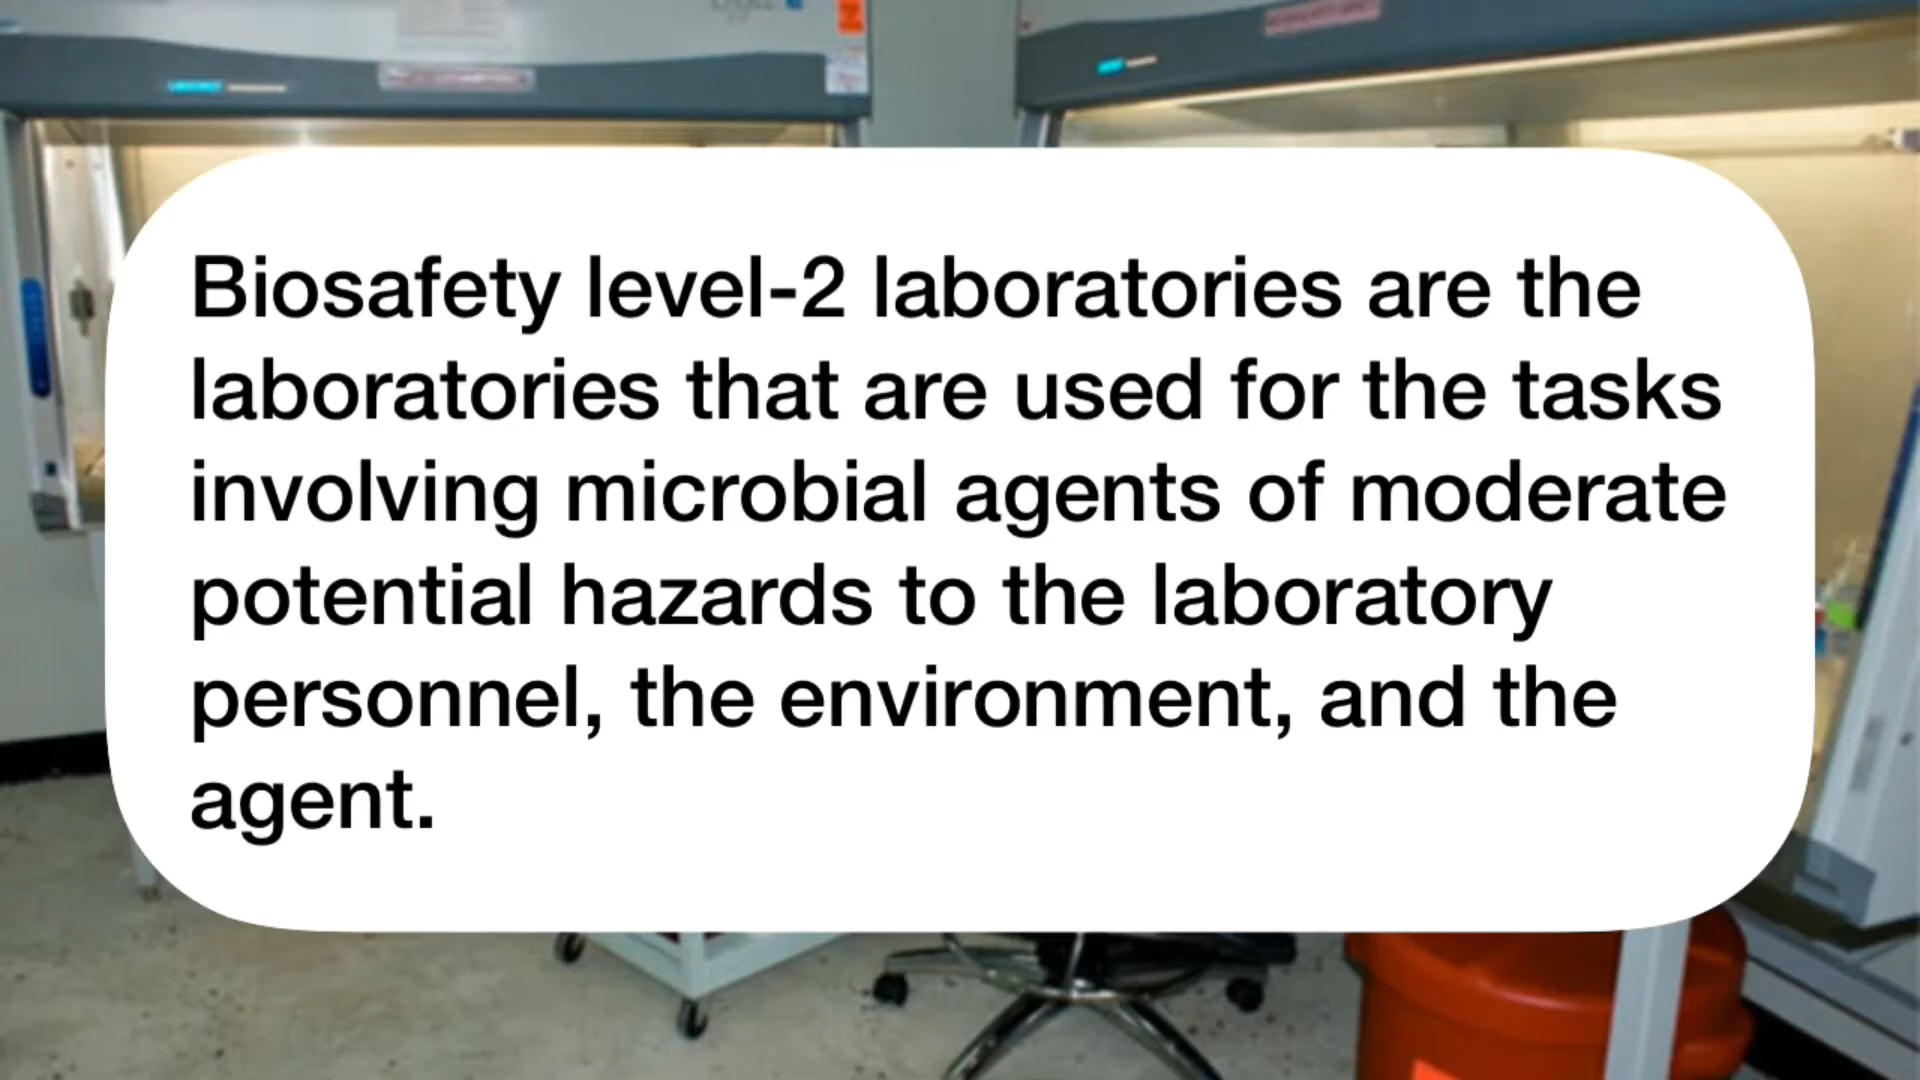 Biosafety level-2 laboratories are the
laboratories that are used for the tasks
involving microbial agents of moderate
potential hazards to the laboratory
personnel, the environment, and the
agent.